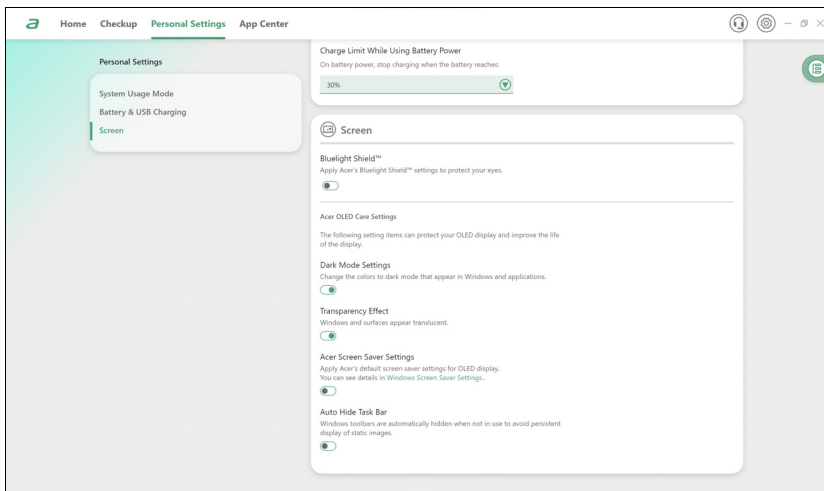 a
Home Checkup Personal Settings App Center
Personal Settings
System Usage Mode
Battery & USB Charging
Screen
Charge Limit While Using Battery Power
On battery power, stop charging when the battery reaches:
30%
Screen
Bluelight Shield™
Apply Acer's Bluelight Shield™ settings to protect your eyes.
Acer OLED Care Settings
The following setting items can protect your OLED display and improve the life
of the display.
Dark Mode Settings
Change the colors to dark mode that appear in Windows and applications.
Transparency Effect
Windows and surfaces appear translucent.
Acer Screen Saver Settings
Apply Acer's default screen saver settings for OLED display.
You can see details in Windows Screen Saver Settings..
Auto Hide Task Bar
Windows toolbars are automatically hidden when not in use to avoid persistent
display of static images.